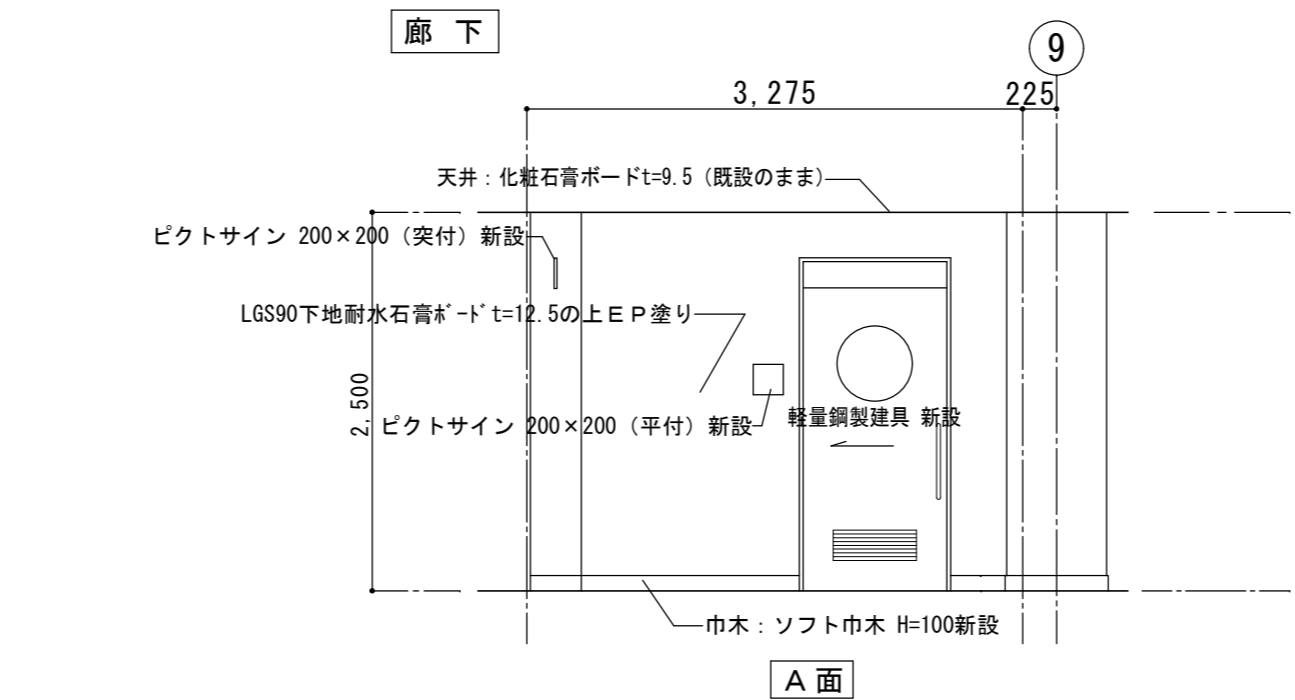 廊 下
9
3,275
225
天井：化粧石膏ボードt=9.5（既設のまま）
ピクトサイン 200×200（突付）新設
LGS90下地耐水石膏ﾎﾞｰﾄﾞt=12.5の上ＥＰ塗り
2,500
ピクトサイン 200×200（平付）新設
軽量鋼製建具 新設
巾木：ソフト巾木 H=100新設
Ａ面